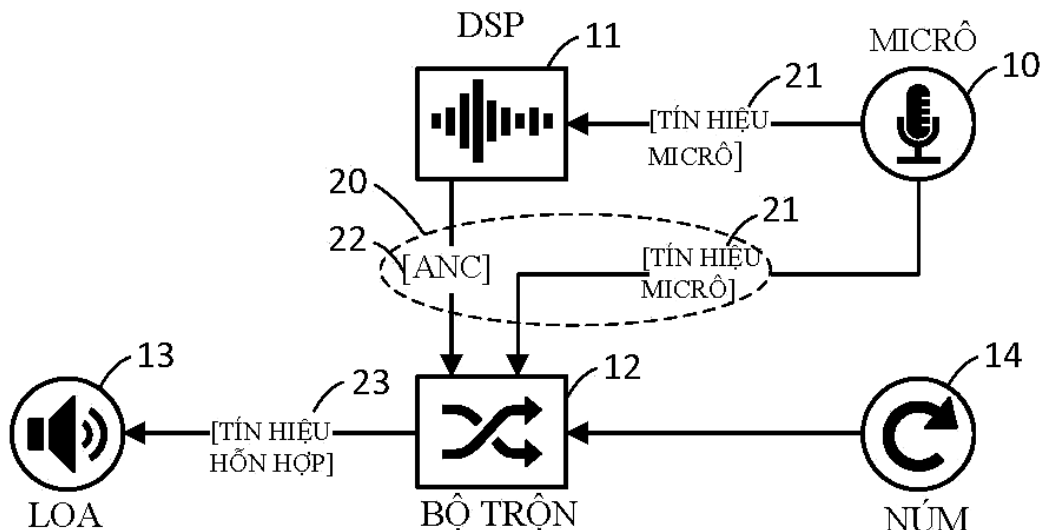 DSP
11
MICRÔ
10
21
[TÍN HIỆU
MICRÔ]
20
22
[ANC]
21
[TÍN HIỆU
MICRÔ]
13
23
12
14
[TÍN HIỆU
HỖN HỢP]
LOA
BỘ TRỘN
NÚM